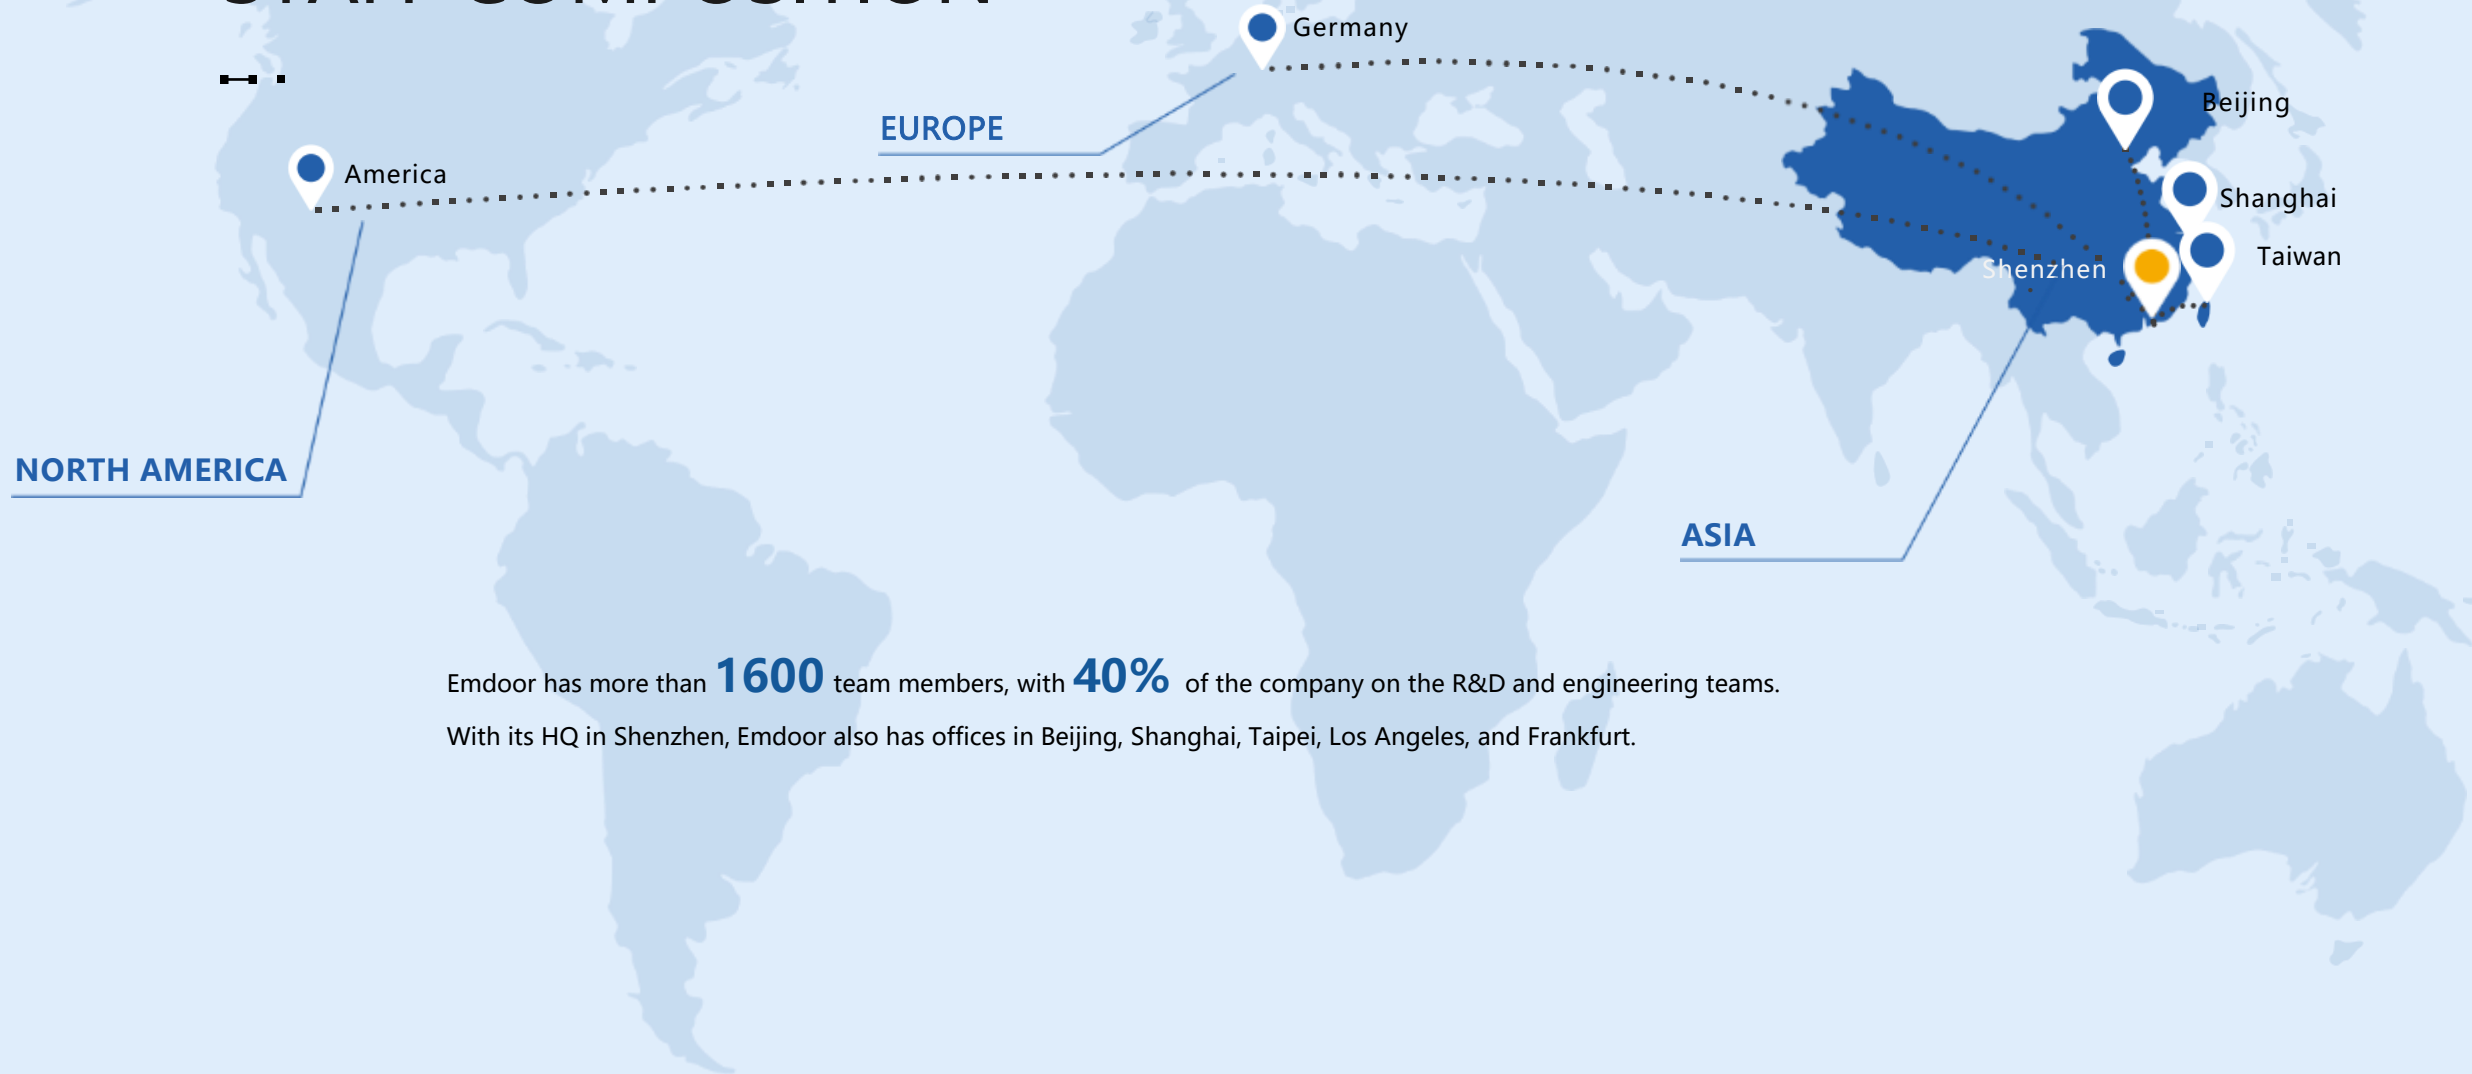 STAFF COMPOSITION
Germany
Beijing
EUROPE
America
Shanghai
Taiwan
Shenzhen
NORTH AMERICA
ASIA
Emdoor has more than 1600 team members, with 40% of the company on the R&D and engineering teams.
With its HQ in Shenzhen, Emdoor also has offices in Beijing, Shanghai, Taipei, Los Angeles, and Frankfurt.